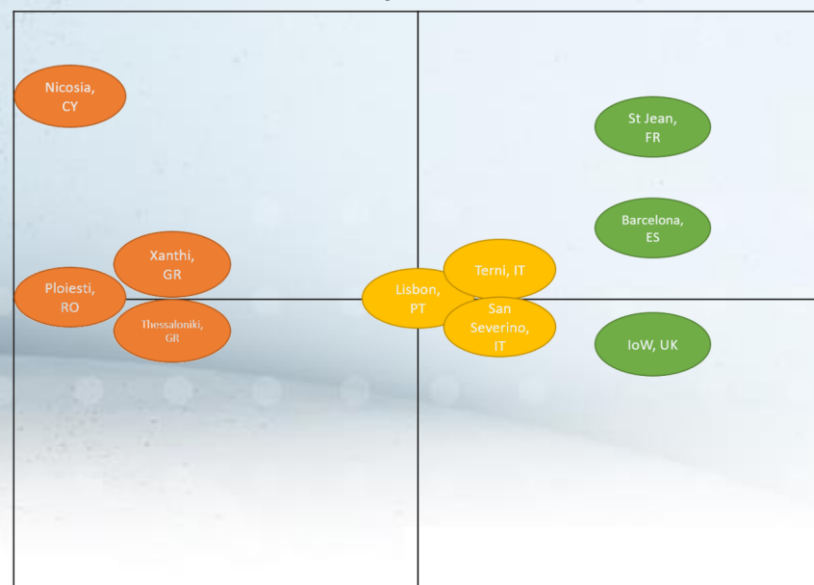 Nicosia,
CY
St Jean,
FR
Barcelona,
ES
Xanthi,
GR
Terni, IT
Ploiesti,
RO
Lisbon,
PT
Thessaloniki,
GR
San
Severino,
IT
IoW, UK